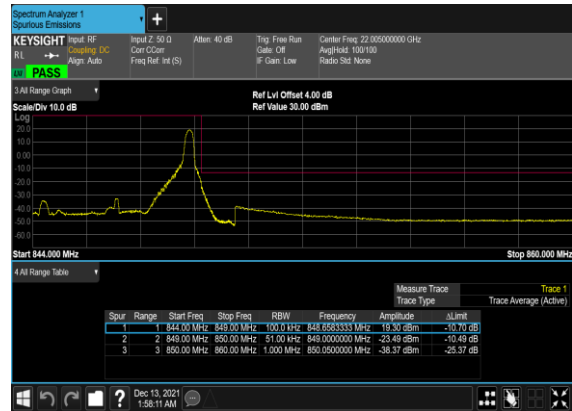 Spectrum Analyzer 1
Spurious Emissions
+
KEYSIGHT Input: RF Input Z: 50 Ω Atten: 40 dB Trig: Free Run Center Freq: 22.005000000 GHz
RL Coupling: DC Corr CCorr Gate: Off Avg|Hold: 100/100
Align: Auto Freq Ref: Int (S) IF Gain: Low Radio Std: None
PASS
3 All Range Graph
Ref Lvl Offset 4.00 dB
Scale/Div 10.0 dB Ref Value 30.00 dBm
Log
20.0
10.0
0.00
-10.0
-20.0
-30.0
-40.0
-50.0
-60.0
Start 844.000 MHz Stop 860.000 MHz
4 All Range Table
Measure Trace Trace 1
Trace Type Trace Average (Active)
Spur Range Start Freq Stop Freq RBW Frequency Amplitude ΔLimit
1 1 844.00 MHz 849.00 MHz 100.0 kHz 848.6583333 MHz 19.30 dBm -10.70 dB
2 2 849.00 MHz 850.00 MHz 51.00 kHz 849.0000000 MHz -23.49 dBm -10.49 dB
3 3 850.00 MHz 860.00 MHz 1.000 MHz 850.0500000 MHz -38.37 dBm -25.37 dB
? Dec 13, 2021
1:58:11 AM